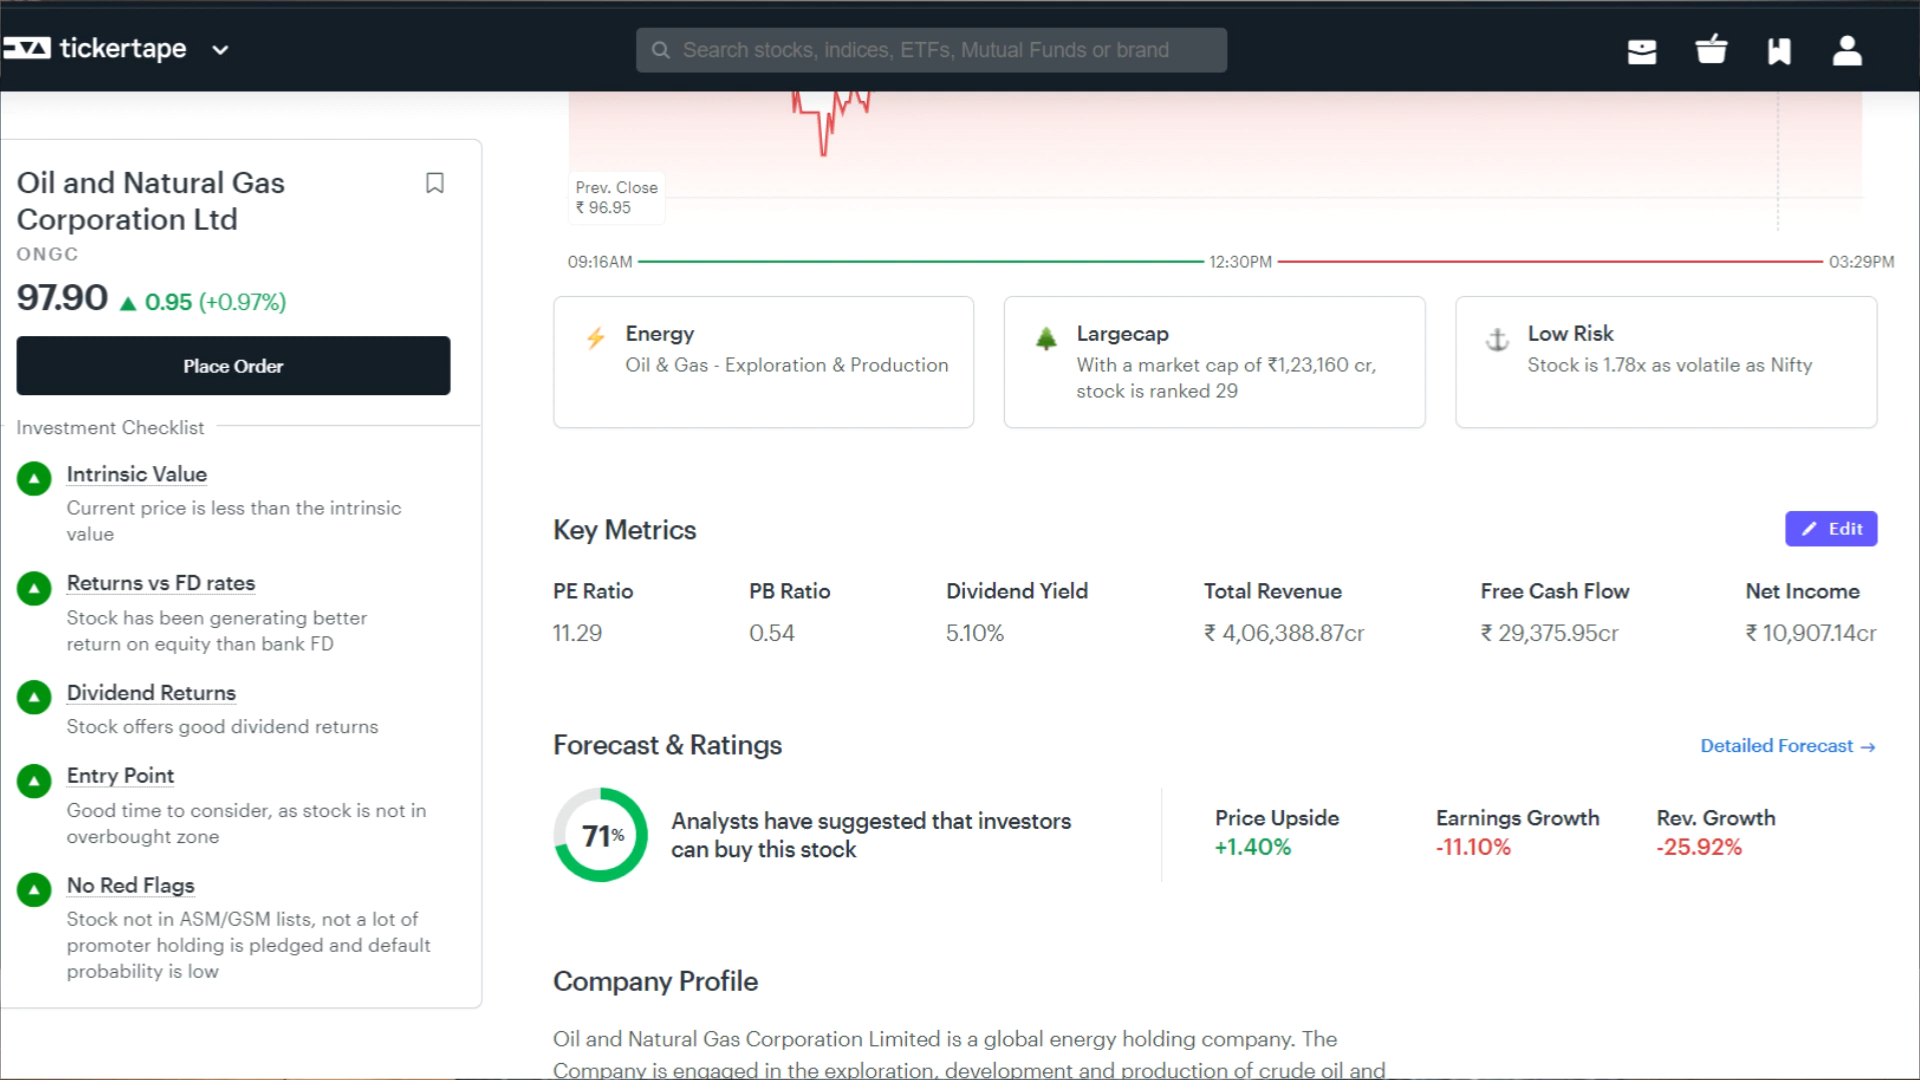 tickertape
Search stocks, indices, ETFs, Mutual Funds or brand
Oil and Natural Gas
Corporation Ltd
ONGC
97.90 ▲ 0.95 (+0.97%)
Place Order
Investment Checklist
Intrinsic Value
Current price is less than the intrinsic
value
Returns vs FD rates
Stock has been generating better
return on equity than bank FD
Dividend Returns
Stock offers good dividend returns
Entry Point
Good time to consider, as stock is not in
overbought zone
No Red Flags
Stock not in ASM/GSM lists, not a lot of
promoter holding is pledged and default
probability is low
Prev. Close
₹ 96.95
09:16AM 12:30PM 03:29PM
Energy
Oil & Gas - Exploration & Production
Largecap
With a market cap of ₹1,23,160 cr,
stock is ranked 29
Low Risk
Stock is 1.78x as volatile as Nifty
Key Metrics
Edit
PE Ratio PB Ratio Dividend Yield Total Revenue Free Cash Flow Net Income
11.29 0.54 5.10% ₹ 4,06,388.87cr ₹ 29,375.95cr ₹ 10,907.14cr
Forecast & Ratings
Detailed Forecast →
71%
Analysts have suggested that investors
can buy this stock
Price Upside Earnings Growth Rev. Growth
+1.40% -11.10% -25.92%
Company Profile
Oil and Natural Gas Corporation Limited is a global energy holding company. The
Company is engaged in the exploration, development and production of crude oil and